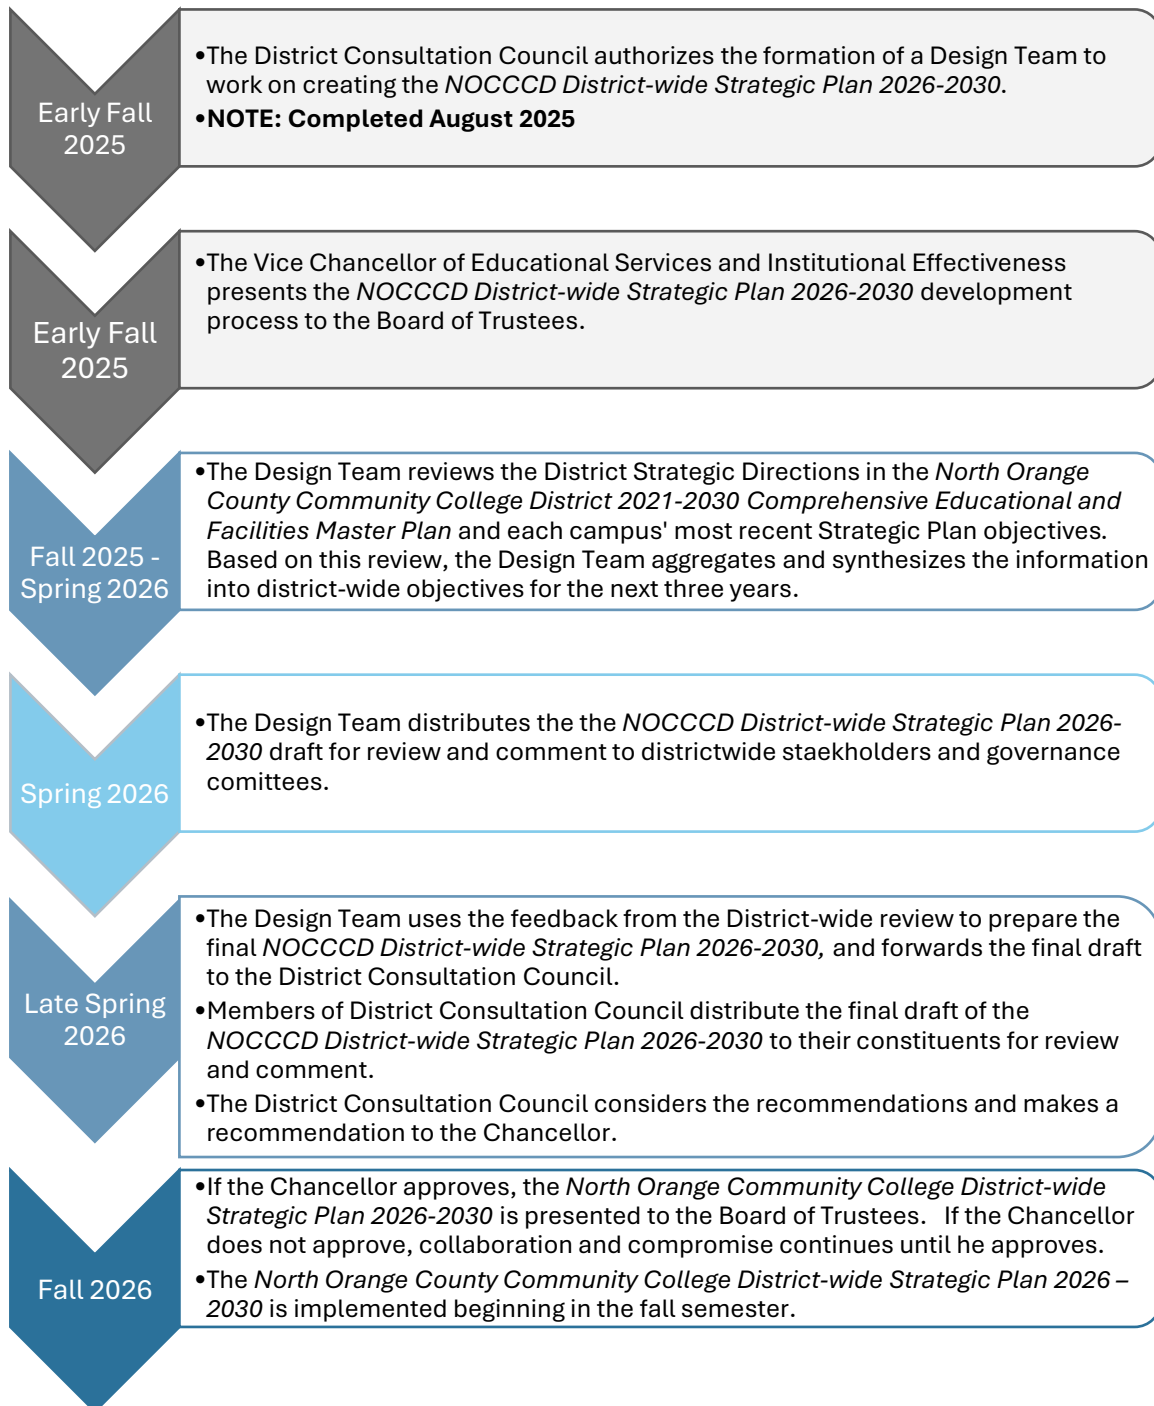 Early Fall
2025
•The District Consultation Council authorizes the formation of a Design Team to
work on creating the NOCCCD District-wide Strategic Plan 2026-2030.
•NOTE: Completed August 2025
Early Fall
2025
•The Vice Chancellor of Educational Services and Institutional Effectiveness
presents the NOCCCD District-wide Strategic Plan 2026-2030 development
process to the Board of Trustees.
Fall 2025 -
Spring 2026
•The Design Team reviews the District Strategic Directions in the North Orange
County Community College District 2021-2030 Comprehensive Educational and
Facilities Master Plan and each campus' most recent Strategic Plan objectives.
Based on this review, the Design Team aggregates and synthesizes the information
into district-wide objectives for the next three years.
Spring 2026
•The Design Team distributes the the NOCCCD District-wide Strategic Plan 2026-
2030 draft for review and comment to districtwide staekholders and governance
comittees.
Late Spring
2026
•The Design Team uses the feedback from the District-wide review to prepare the
final NOCCCD District-wide Strategic Plan 2026-2030, and forwards the final draft
to the District Consultation Council.
•Members of District Consultation Council distribute the final draft of the
NOCCCD District-wide Strategic Plan 2026-2030 to their constituents for review
and comment.
•The District Consultation Council considers the recommendations and makes a
recommendation to the Chancellor.
Fall 2026
•If the Chancellor approves, the North Orange Community College District-wide
Strategic Plan 2026-2030 is presented to the Board of Trustees.   If the Chancellor
does not approve, collaboration and compromise continues until he approves.
•The North Orange County Community College District-wide Strategic Plan 2026 –
2030 is implemented beginning in the fall semester.